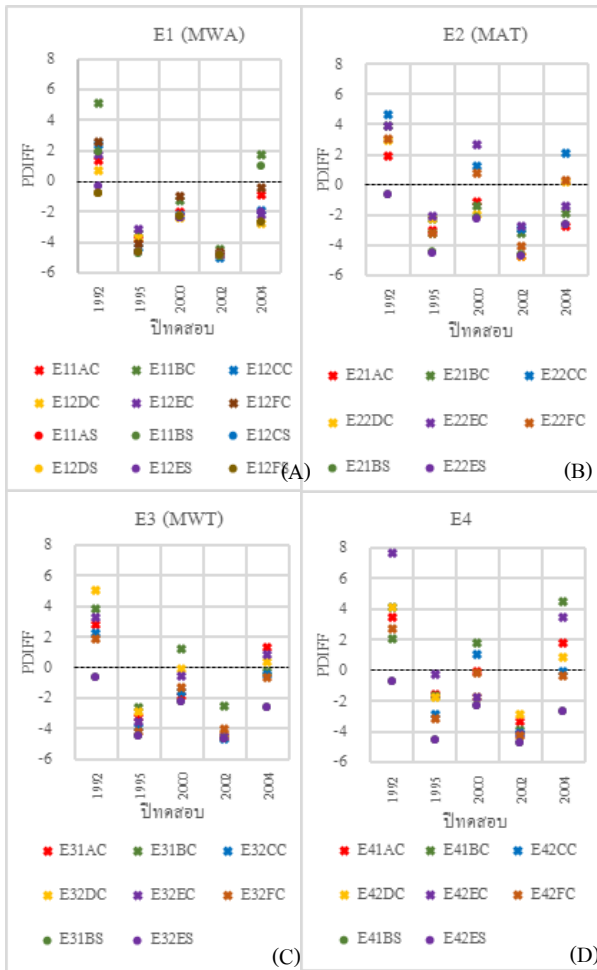 E1 (MWA)
8
6
4
2
0
-2
-4
-6
PDIFF
1992
1995
2000
2002
2004
ปีทดสอบ
E11AC E11BC E12CC
E12DC E12EC E12FC
E11AS E11BS E12CS
E12DS E12ES E12FS
(A)
E2 (MAT)
8
6
4
2
0
-2
-4
-6
PDIFF
1992
1995
2000
2002
2004
ปีทดสอบ
E21AC E21BC E22CC
E22DC E22EC E22FC
E21BS E22ES
(B)
E3 (MWT)
8
6
4
2
0
-2
-4
-6
PDIFF
1992
1995
2000
2002
2004
ปีทดสอบ
E31AC E31BC E32CC
E32DC E32EC E32FC
E31BS E32ES
(C)
E4
8
6
4
2
0
-2
-4
-6
PDIFF
1992
1995
2000
2002
2004
ปีทดสอบ
E41AC E41BC E42CC
E42DC E42EC E42FC
E41BS E42ES
(D)